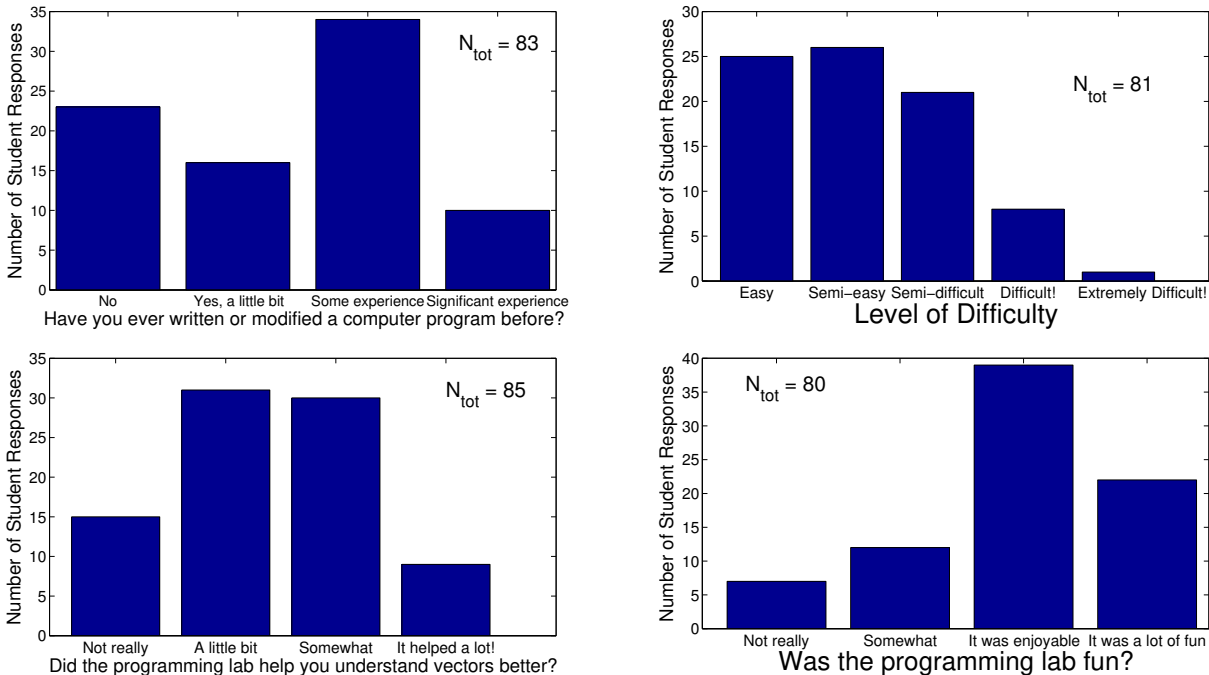 35
30
25
20
15
10
5
0
Number of Student Responses
N_tot = 83
No Yes, a little bit Some experience Significant experience
Have you ever written or modified a computer program before?
30
25
20
15
10
5
0
Number of Student Responses
N_tot = 81
Easy Semi−easy Semi−difficult Difficult! Extremely Difficult!
Level of Difficulty
35
30
25
20
15
10
5
0
Number of Student Responses
N_tot = 85
Not really A little bit Somewhat It helped a lot!
Did the programming lab help you understand vectors better?
40
35
30
25
20
15
10
5
0
Number of Student Responses
N_tot = 80
Not really Somewhat It was enjoyable It was a lot of fun
Was the programming lab fun?